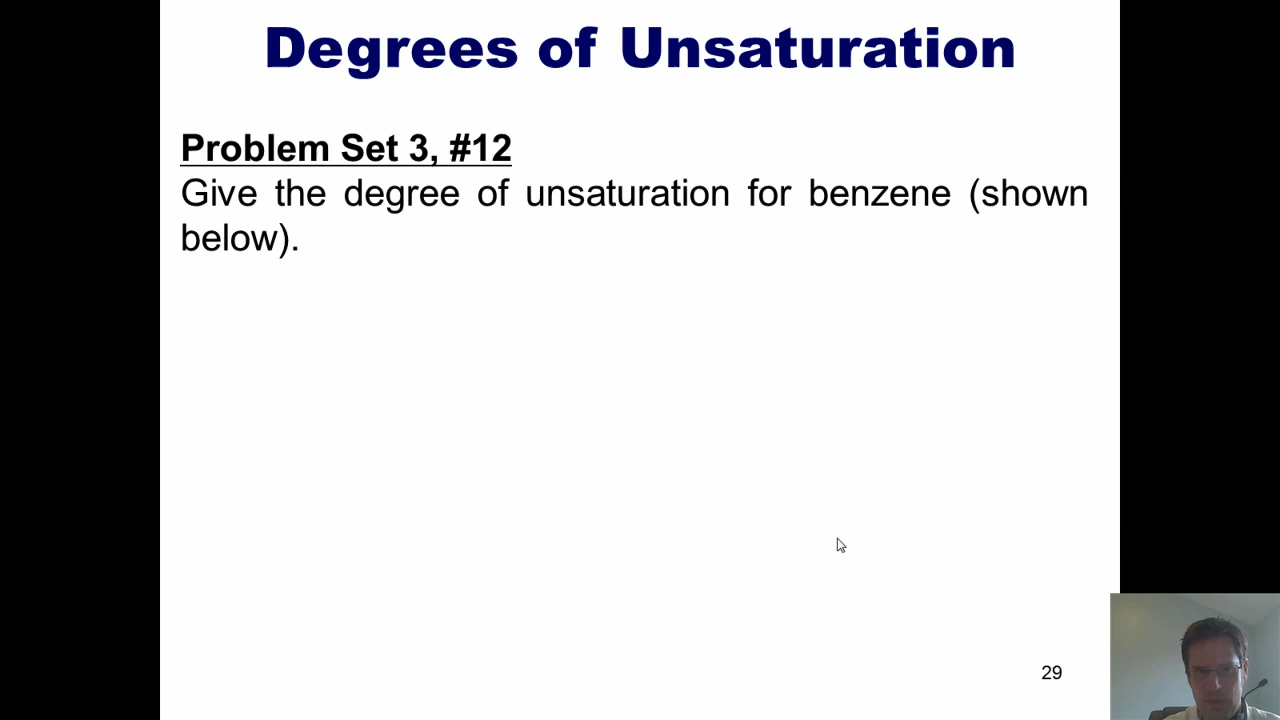 Degrees of Unsaturation
Problem Set 3, #12
Give the degree of unsaturation for benzene (shown
below).
29